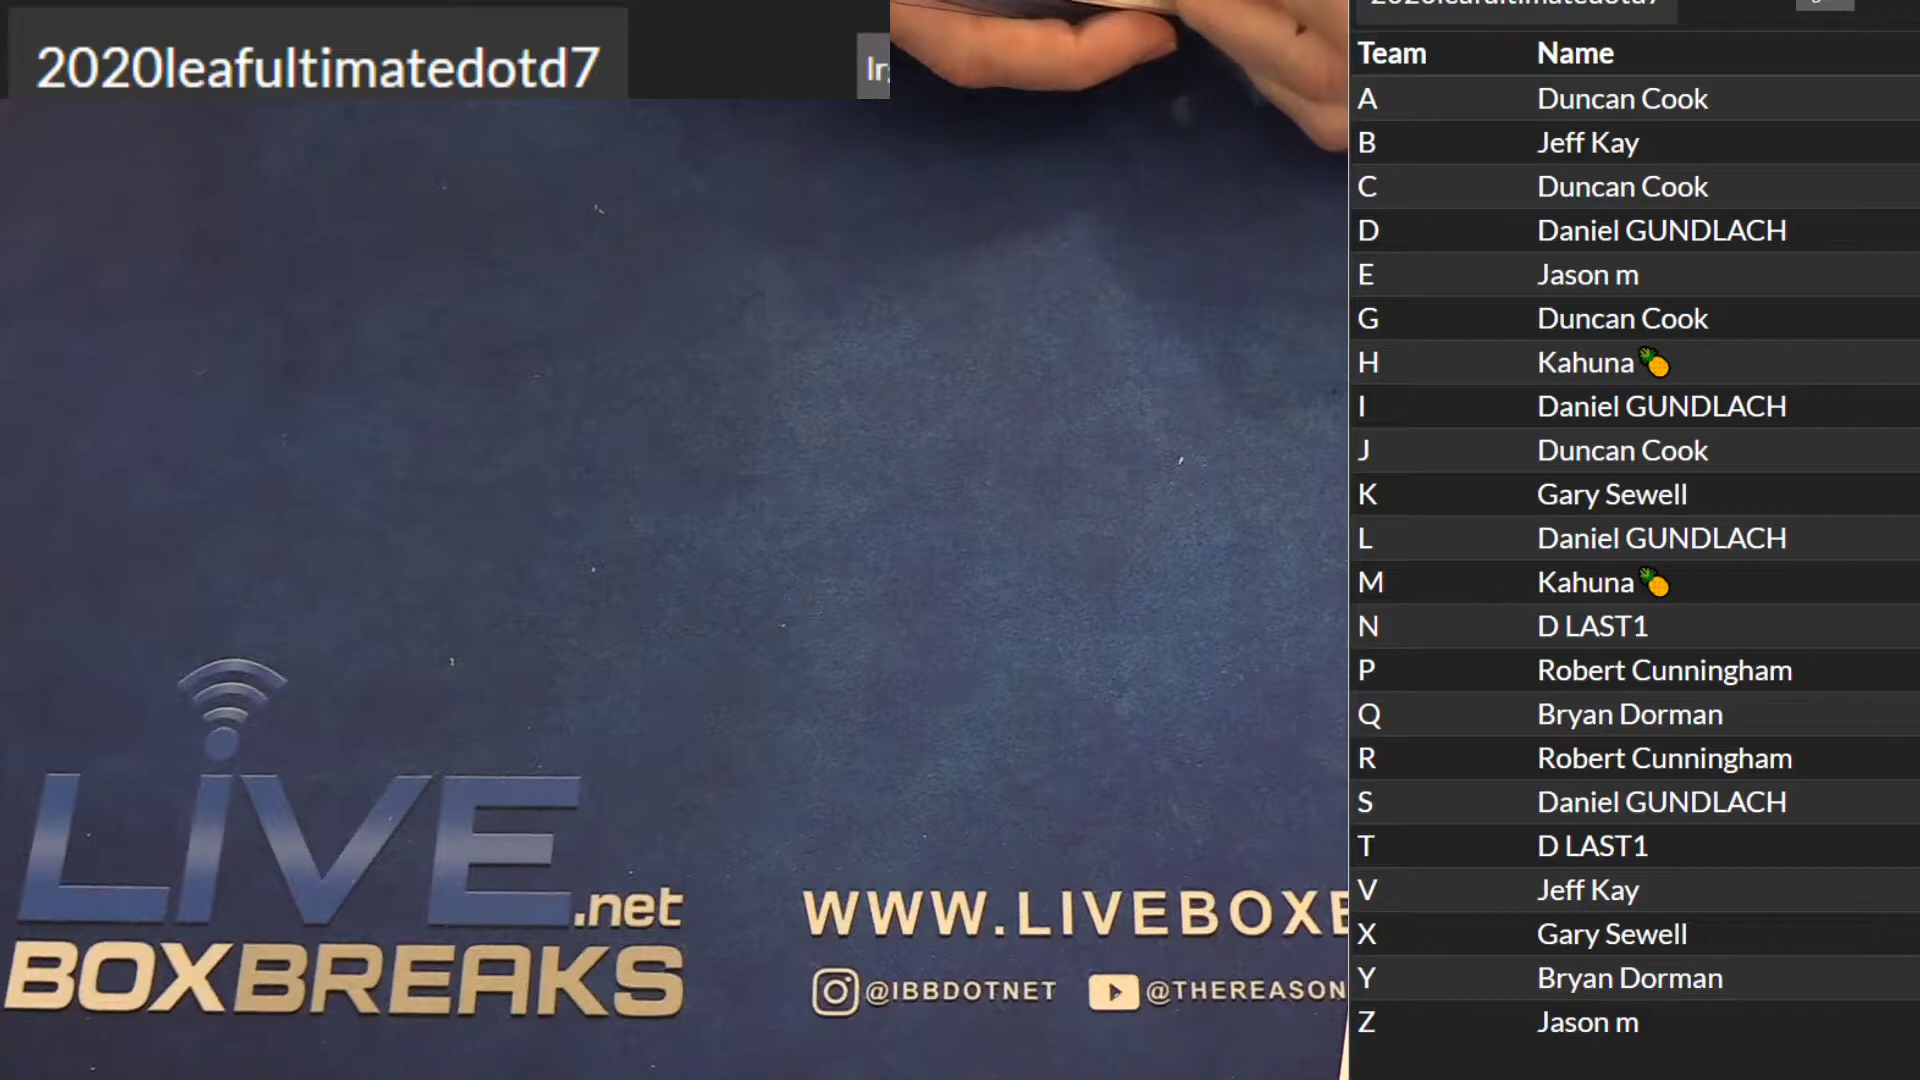 2020leafultimatedotd7
Team Name
A Duncan Cook
B Jeff Kay
C Duncan Cook
D Daniel GUNDLACH
E Jason m
G Duncan Cook
H Kahuna🍍
I Daniel GUNDLACH
J Duncan Cook
K Gary Sewell
L Daniel GUNDLACH
M Kahuna🍍
N D LAST1
P Robert Cunningham
Q Bryan Dorman
R Robert Cunningham
S Daniel GUNDLACH
T D LAST1
V Jeff Kay
X Gary Sewell
Y Bryan Dorman
Z Jason m
LIVE
.net
BOXBREAKS
WWW.LIVEBOXB
@IBBDOTNET @THEREASON